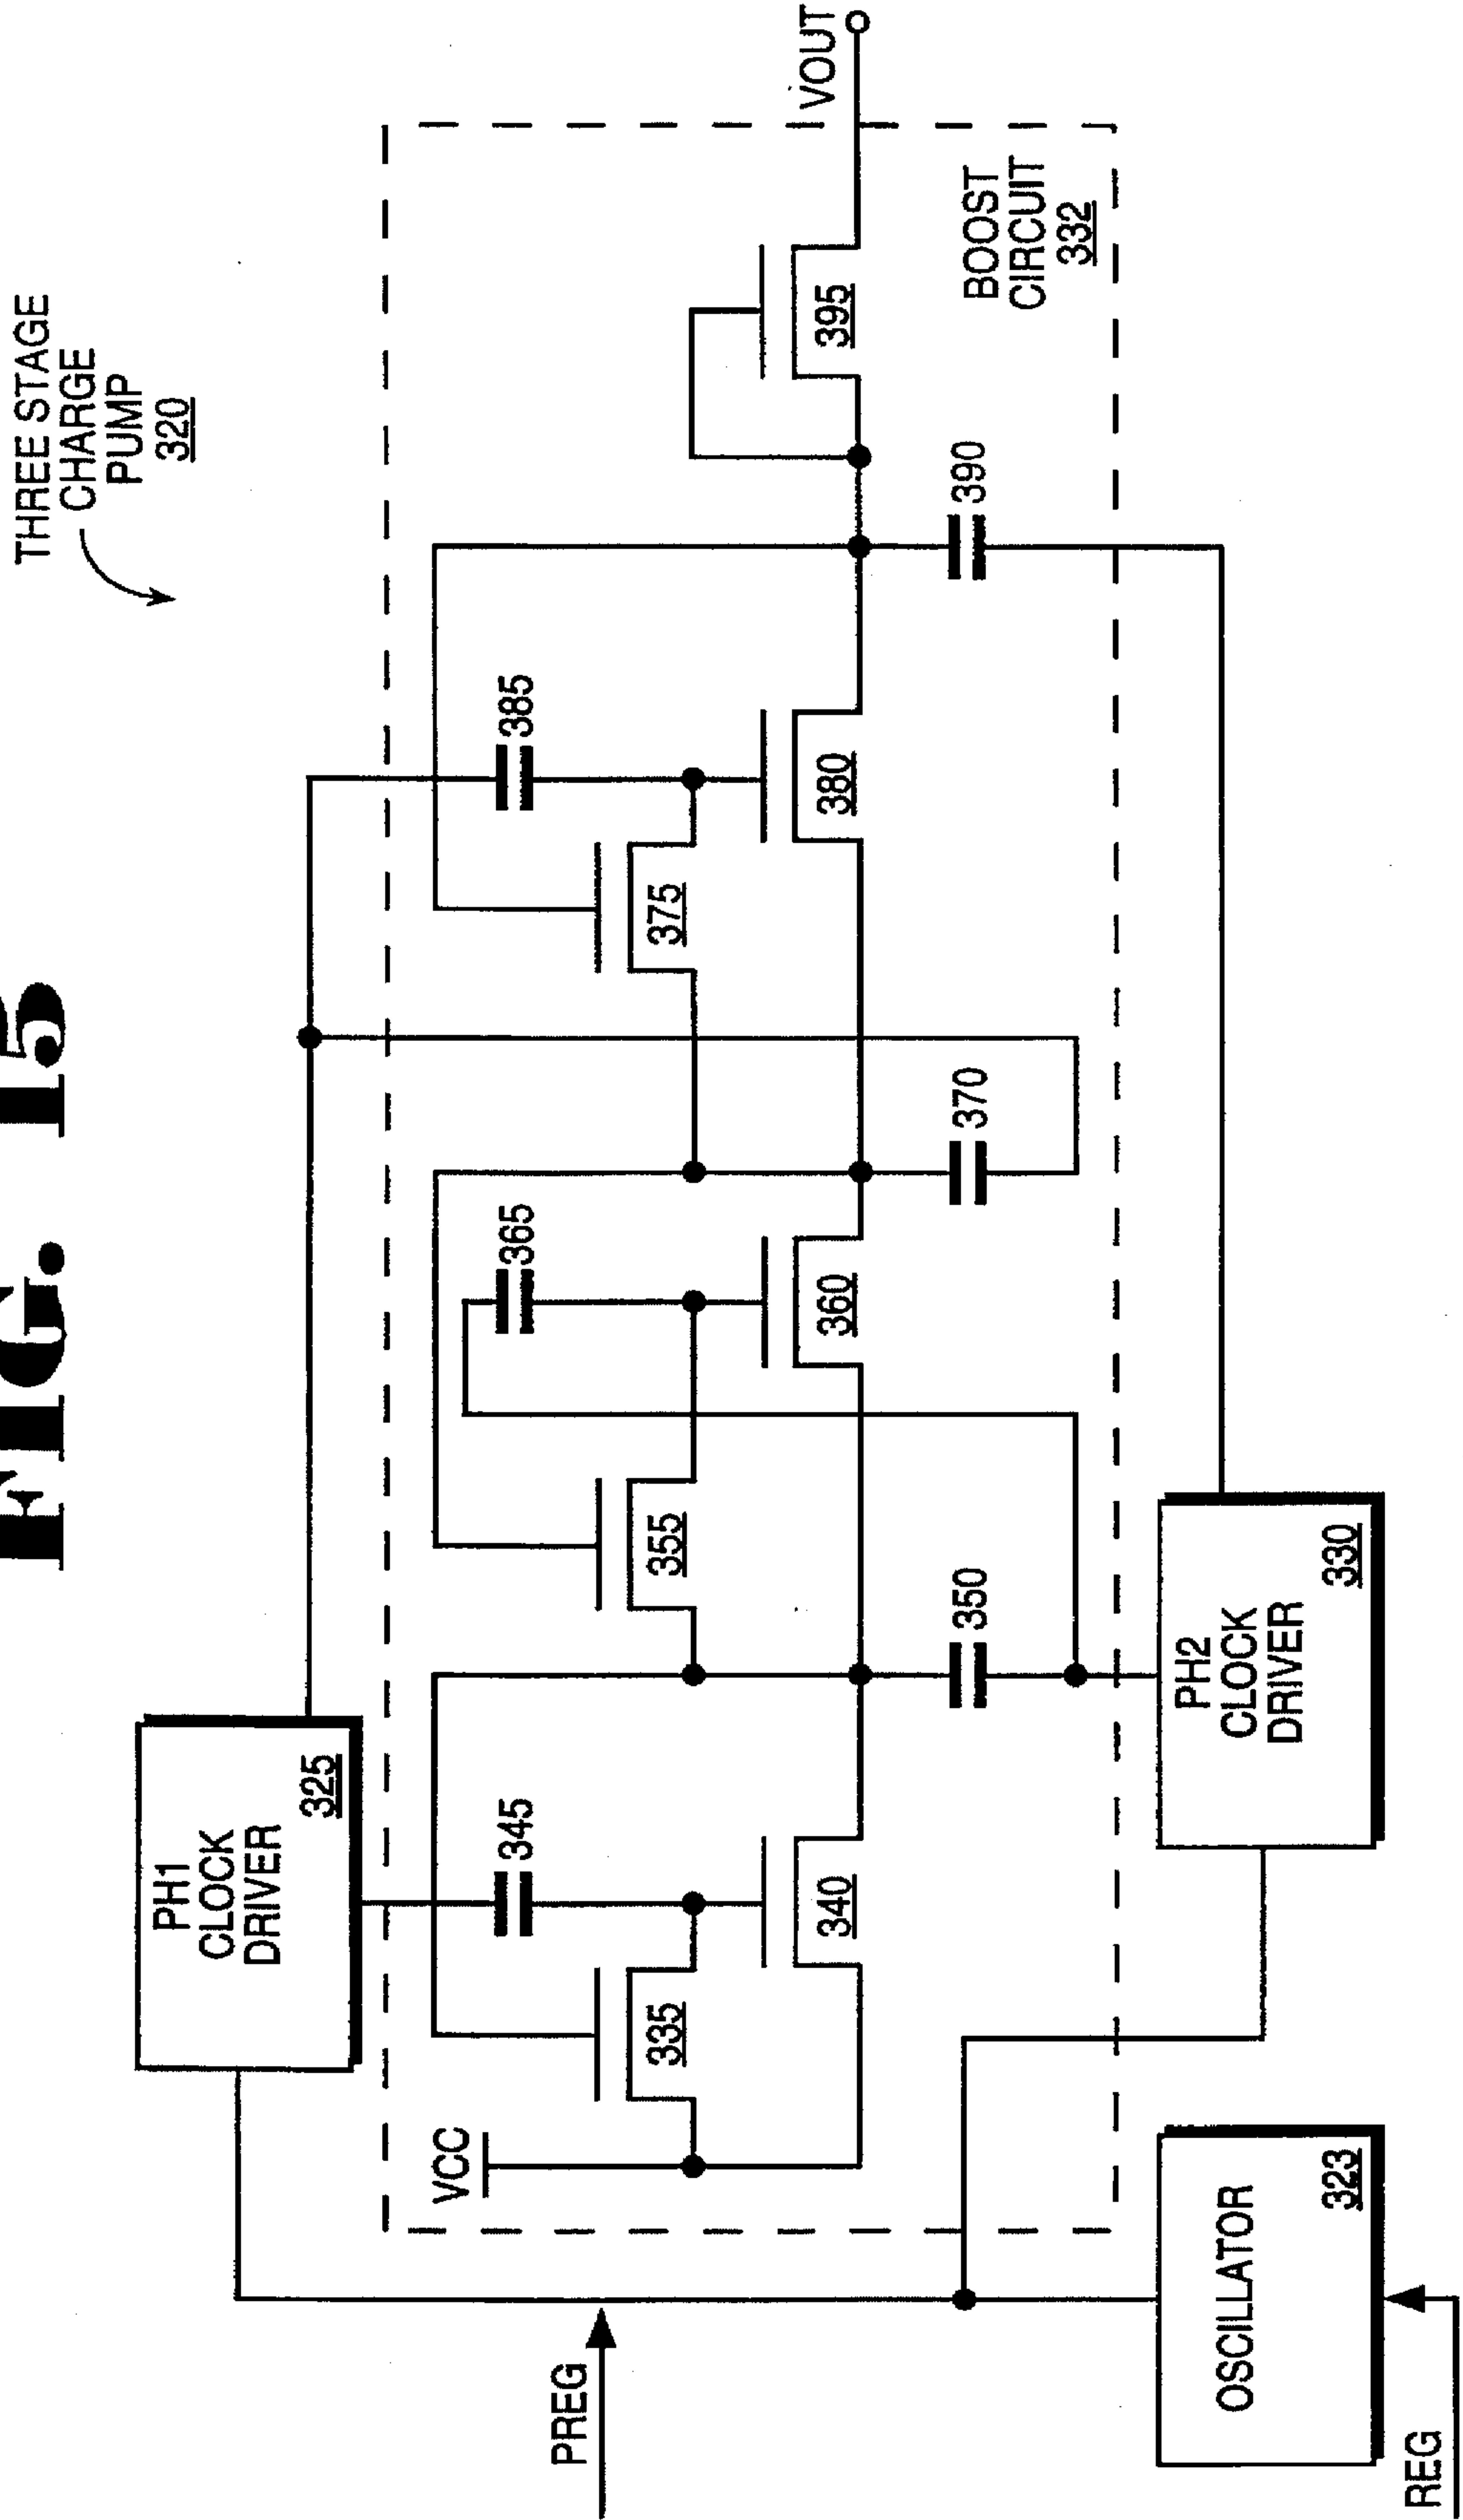 FIG. 15
THREE STAGE
CHARGE
PUMP
320
PH1
CLOCK
DRIVER
325
VCC
335
345
340
355
350
365
360
370
375
385
380
390
395
VOUT
BOOST
CIRCUIT
332
PREG
REG
OSCILLATOR
323
PH2
CLOCK
DRIVER
330